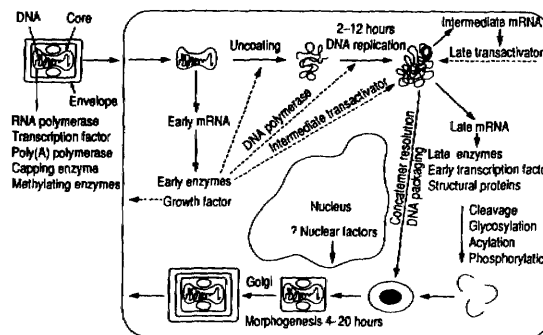 DNA
Core
Envelope
RNA polymerase
Transcription factor
Poly(A) polymerase
Capping enzyme
Methylating enzymes
Uncoating
2–12 hours
DNA replication
Intermediate mRNA
Late transactivator
Early mRNA
DNA polymerase
Intermediate transactivator
Early enzymes
Growth factor
Concatemer resolution
DNA packaging
Late mRNA
Late enzymes
Early transcription facto
Structural proteins
Nucleus
? Nuclear factors
Cleavage
Glycosylation
Acylation
Phosphorylatio
Golgi
Morphogenesis 4–20 hours